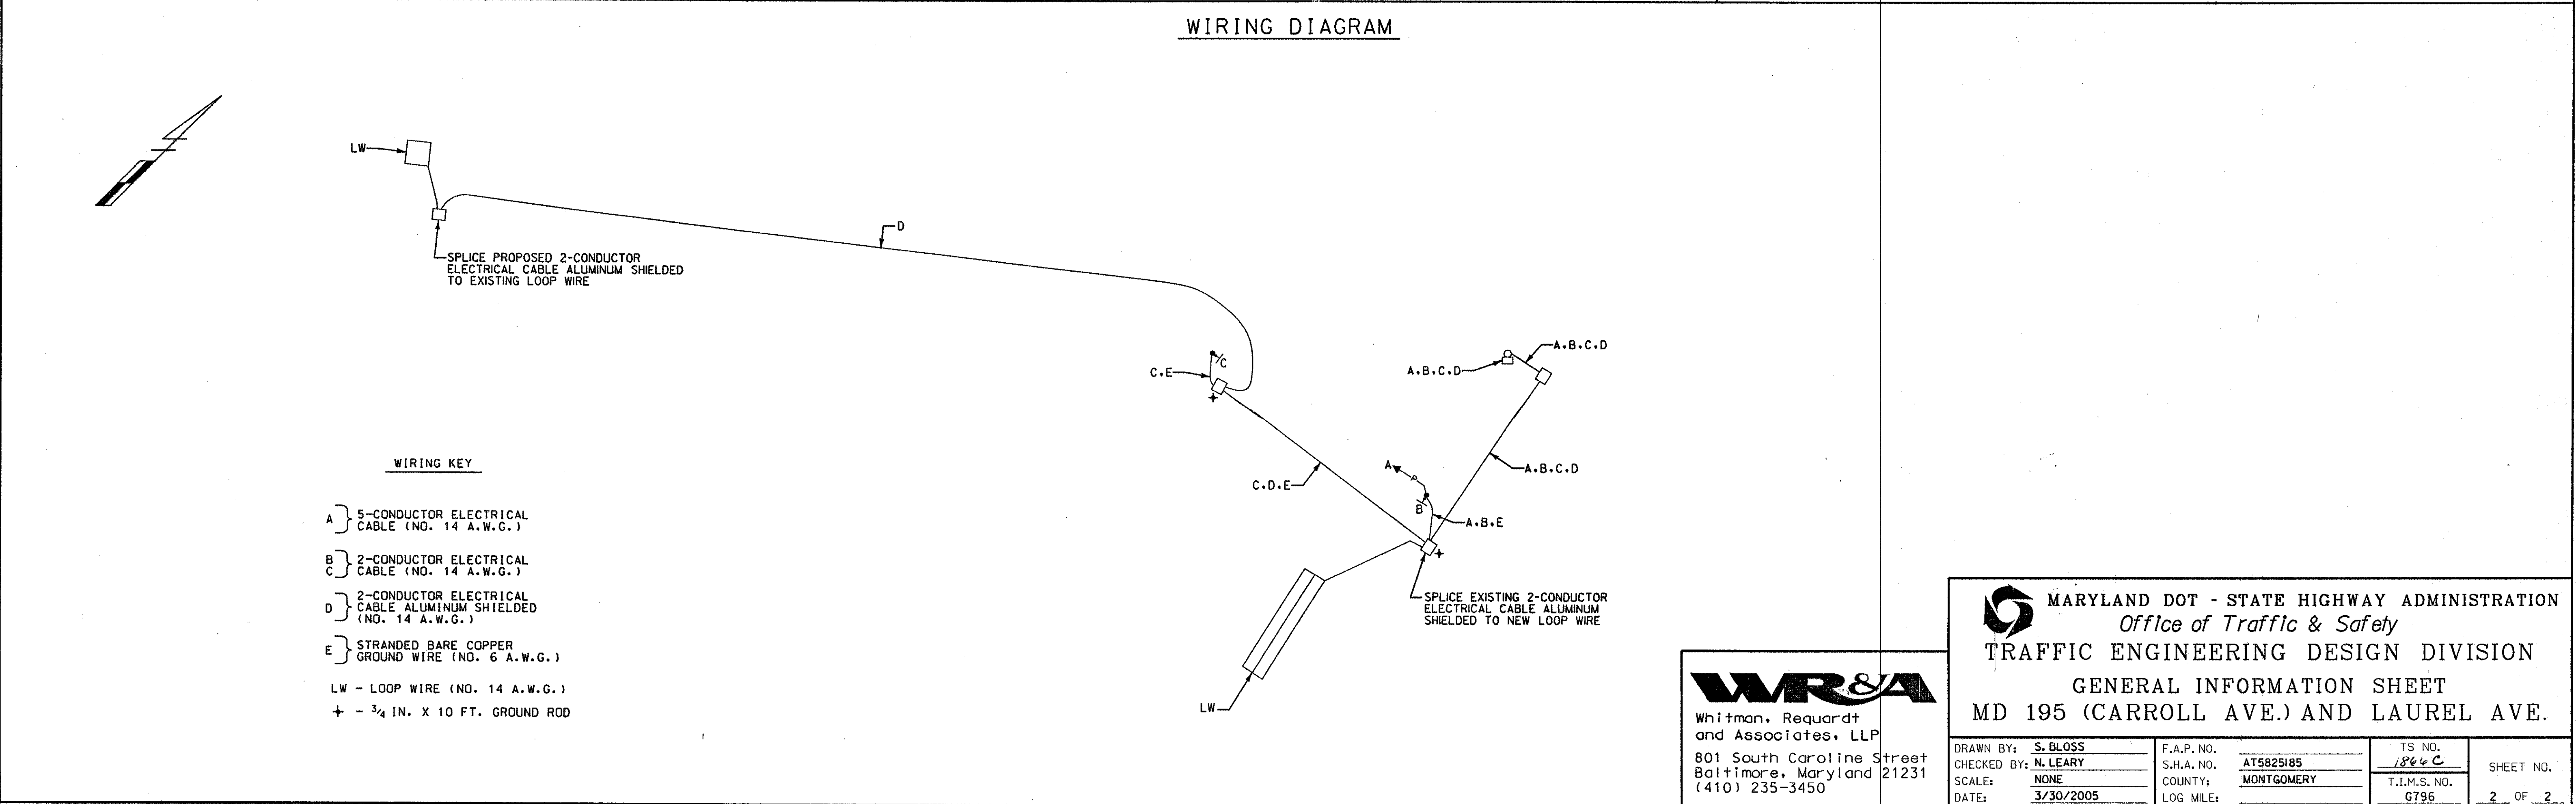 WIRING DIAGRAM
LW
D
SPLICE PROPOSED 2-CONDUCTOR
ELECTRICAL CABLE ALUMINUM SHIELDED
TO EXISTING LOOP WIRE
C
C,E
A,B,C,D
A,B,C,D
A,B,C,D
C,D,E
A
P
B
A,B,E
SPLICE EXISTING 2-CONDUCTOR
ELECTRICAL CABLE ALUMINUM
SHIELDED TO NEW LOOP WIRE
LW
WIRING KEY
A } 5-CONDUCTOR ELECTRICAL
CABLE (NO. 14 A.W.G.)
B } 2-CONDUCTOR ELECTRICAL
C } CABLE (NO. 14 A.W.G.)
2-CONDUCTOR ELECTRICAL
D } CABLE ALUMINUM SHIELDED
(NO. 14 A.W.G.)
E } STRANDED BARE COPPER
GROUND WIRE (NO. 6 A.W.G.)
LW - LOOP WIRE (NO. 14 A.W.G.)
- 3/4 IN. X 10 FT. GROUND ROD
WR&A
Whitman, Requardt
and Associates, LLP
801 South Caroline Street
Baltimore, Maryland 21231
(410) 235-3450
MARYLAND DOT - STATE HIGHWAY ADMINISTRATION
Office of Traffic & Safety
TRAFFIC ENGINEERING DESIGN DIVISION
GENERAL INFORMATION SHEET
MD 195 (CARROLL AVE.) AND LAUREL AVE.
DRAWN BY: S. BLOSS
CHECKED BY: N. LEARY
SCALE: NONE
DATE: 3/30/2005
F.A.P. NO.
S.H.A. NO. AT5825185
COUNTY: MONTGOMERY
LOG MILE:
TS NO.
1866 C
T.I.M.S. NO.
G796
SHEET NO.
2 OF 2